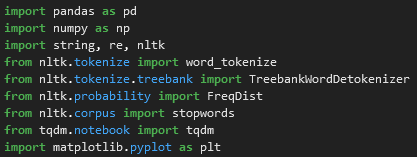 import pandas as pd
import numpy as np
import string, re, nltk
from nltk.tokenize import word_tokenize
from nltk.tokenize.treebank import TreebankWordDetokenizer
from nltk.probability import FreqDist
from nltk.corpus import stopwords
from tqdm.notebook import tqdm
import matplotlib.pyplot as plt